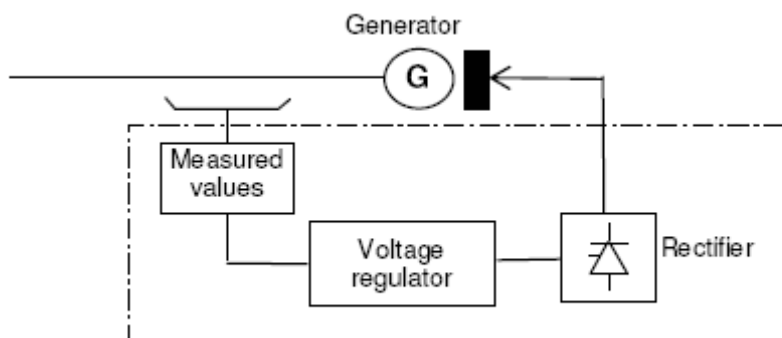 Generator
G
Measured
values
Voltage
regulator
Rectifier